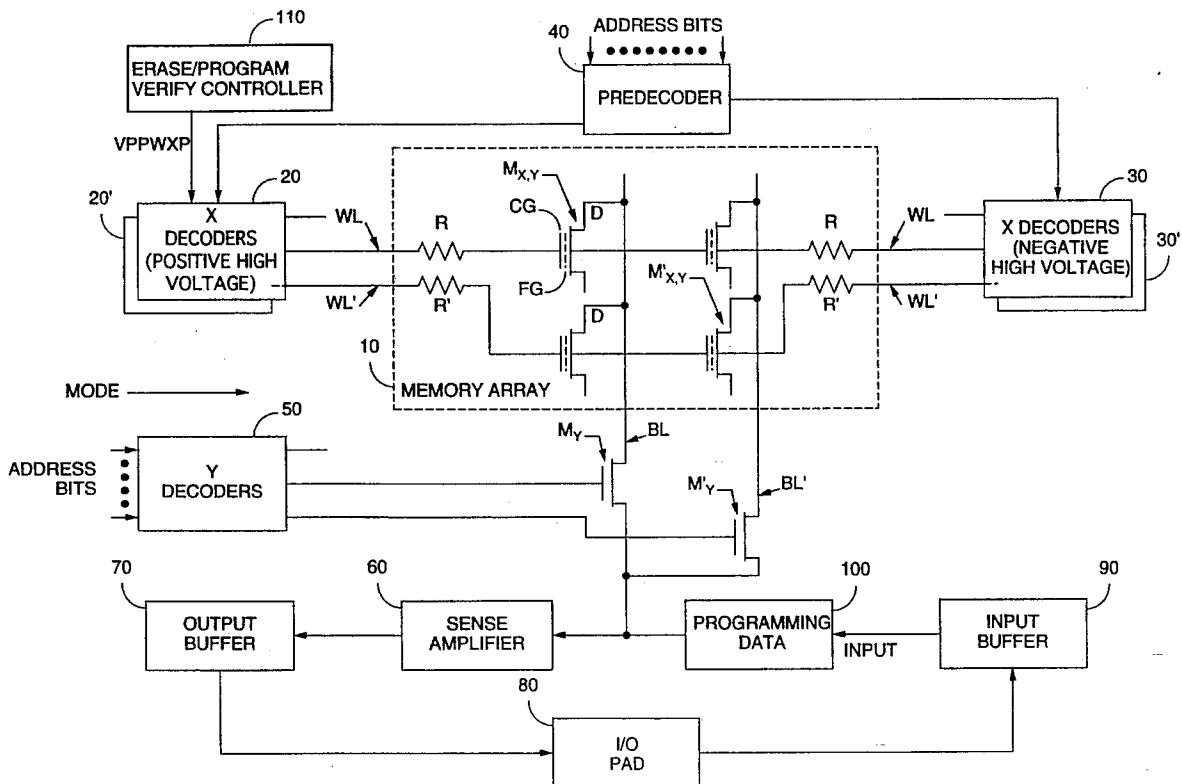 110
ERASE/PROGRAM
VERIFY CONTROLLER
VPPWXP
ADDRESS BITS
40
PREDECODER
20'
20
X
DECODERS
(POSITIVE HIGH
VOLTAGE)
WL
WL'
R
R'
MX,Y
CG
D
FG
D
M'X,Y
R
R'
WL
WL'
30
X DECODERS
(NEGATIVE
HIGH VOLTAGE)
30'
10
MEMORY ARRAY
MODE
50
ADDRESS
BITS
Y
DECODERS
MY
BL
M'Y
BL'
70
OUTPUT
BUFFER
60
SENSE
AMPLIFIER
100
PROGRAMMING
DATA
INPUT
90
INPUT
BUFFER
80
I/O
PAD